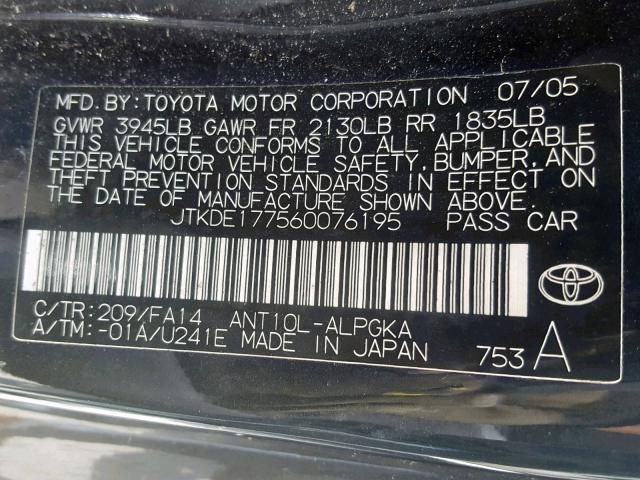 MFD.BY:TOYOTA MOTOR CORPORATION 07/05
GVWR 3945LB GAWR FR 2130LB RR 1835LB
THIS VEHICLE CONFORMS TO ALL APPLICABLE
FEDERAL MOTOR VEHICLE SAFETY,BUMPER,AND
THEFT PREVENTION STANDARDS IN EFFECT ON
THE DATE OF MANUFACTURE SHOWN ABOVE.
JTKDE177560076195 PASS CAR
C/TR:209/FA14 ANT10L-ALPGKA
A/TM:-01A/U241E MADE IN JAPAN
753 A